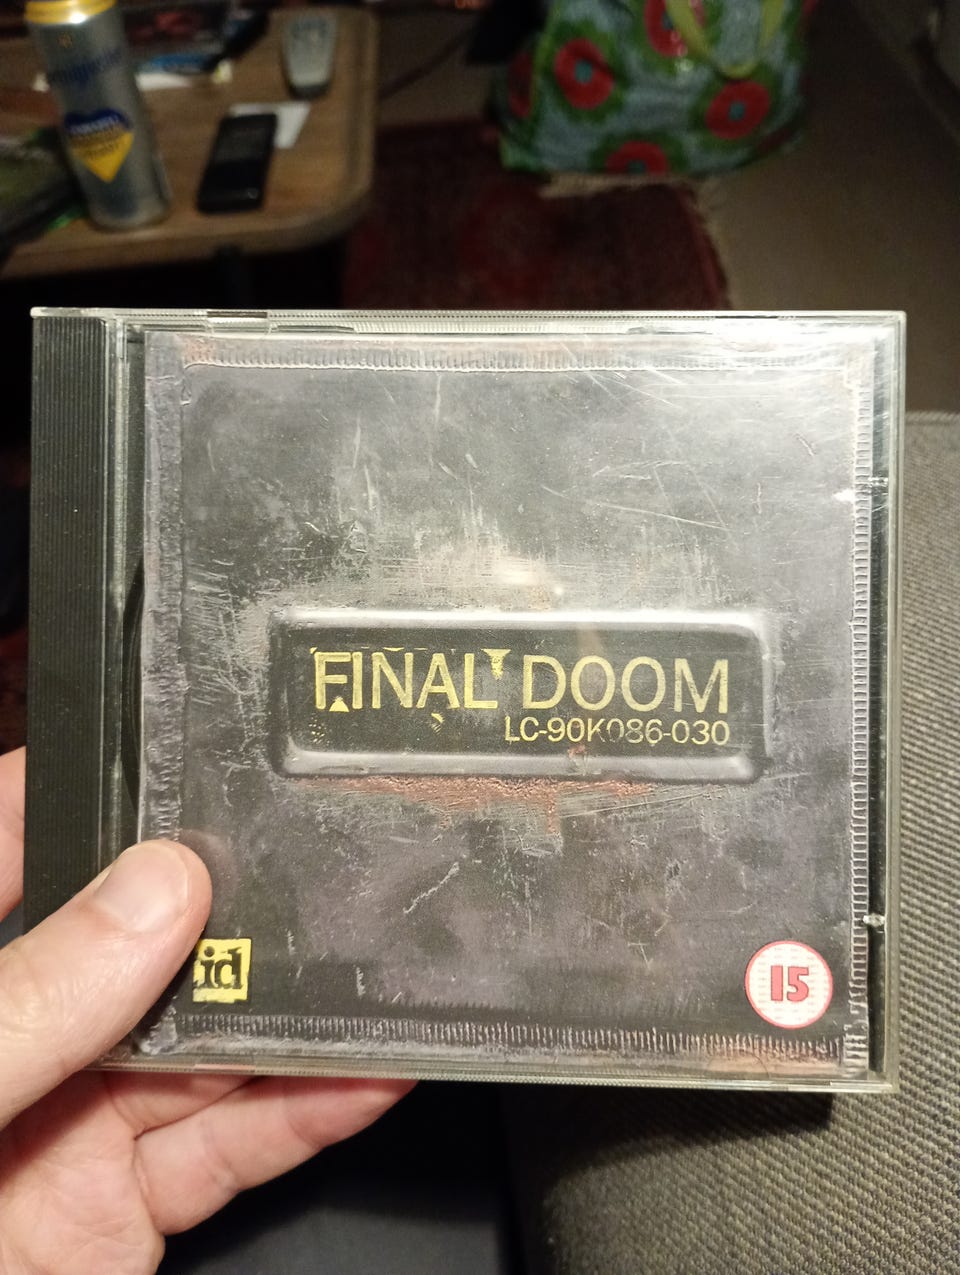 FINAL DOOM
LC-90K086-030
id
15